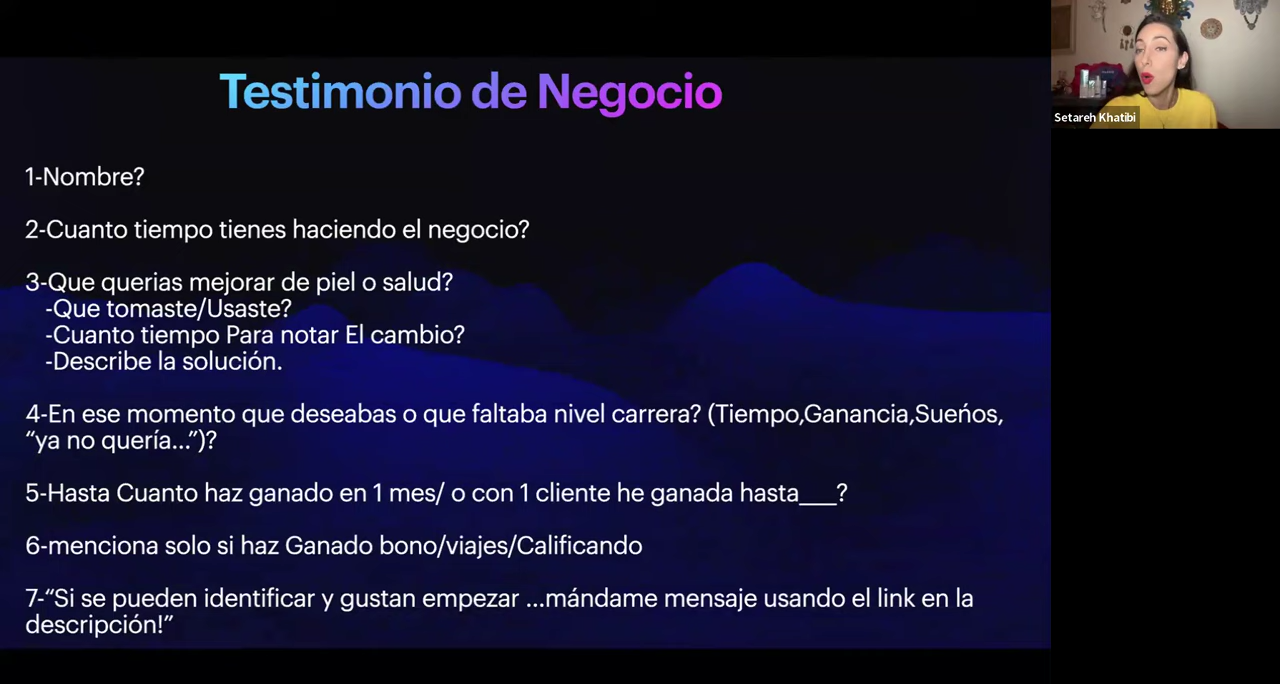 Testimonio de Negocio
Setareh Khatibi
1-Nombre?
2-Cuanto tiempo tienes haciendo el negocio?
3-Que querias mejorar de piel o salud?
-Que tomaste/Usaste?
-Cuanto tiempo Para notar El cambio?
-Describe la solución.
4-En ese momento que deseabas o que faltaba nivel carrera? (Tiempo,Ganancia,Sueńos,
“ya no quería...”)?
5-Hasta Cuanto haz ganado en 1 mes/ o con 1 cliente he ganada hasta___?
6-menciona solo si haz Ganado bono/viajes/Calificando
7-“Si se pueden identificar y gustan empezar ...mándame mensaje usando el link en la
descripción!”